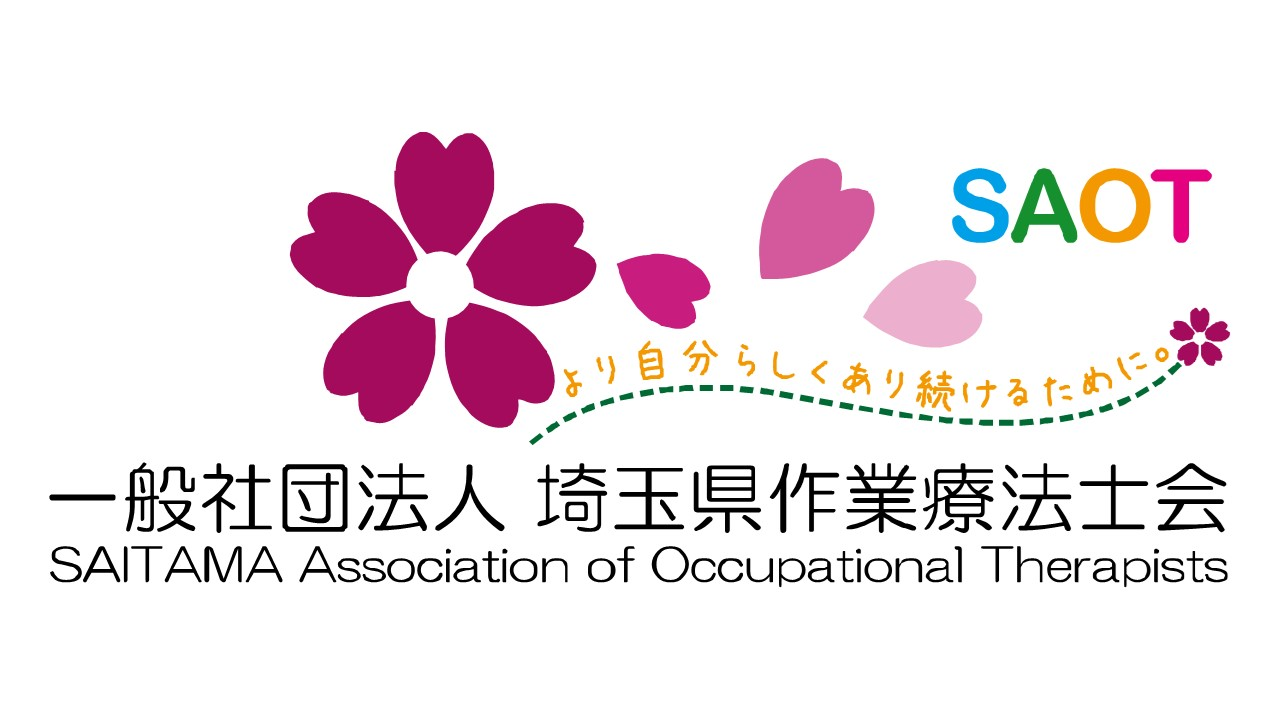 SAOT
より自分らしくあり続けるために。
一般社団法人 埼玉県作業療法士会
SAITAMA Association of Occupational Therapists